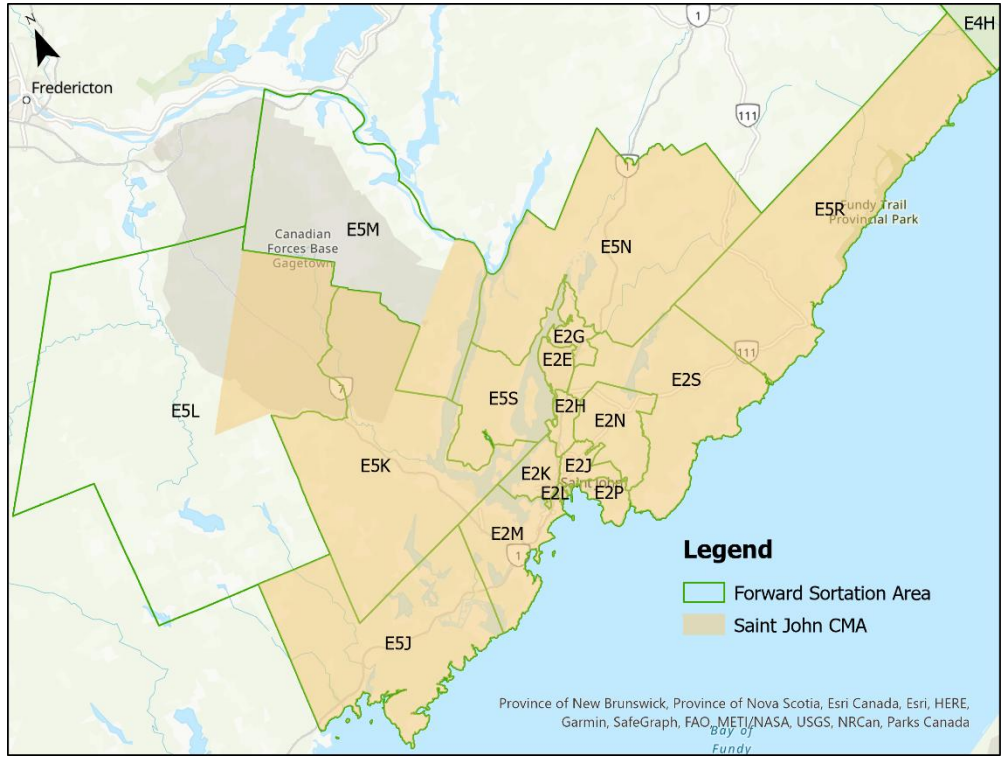 N
1
E4H
Fredericton
111
E5R
Fundy Trail
Provincial Park
E5M
Canadian
Forces Base
Gagetown
1
E5N
E2G
E2E
111
E2S
7
E5L
E5S
E2H
E2N
E5K
E2K
E2J
Saint John
E2L
E2P
E2M
1
Legend
Forward Sortation Area
Saint John CMA
E5J
Province of New Brunswick, Province of Nova Scotia, Esri Canada, Esri, HERE,
Garmin, SafeGraph, FAO, METI/NASA, USGS, NRCan, Parks Canada
Bay of
Fundy